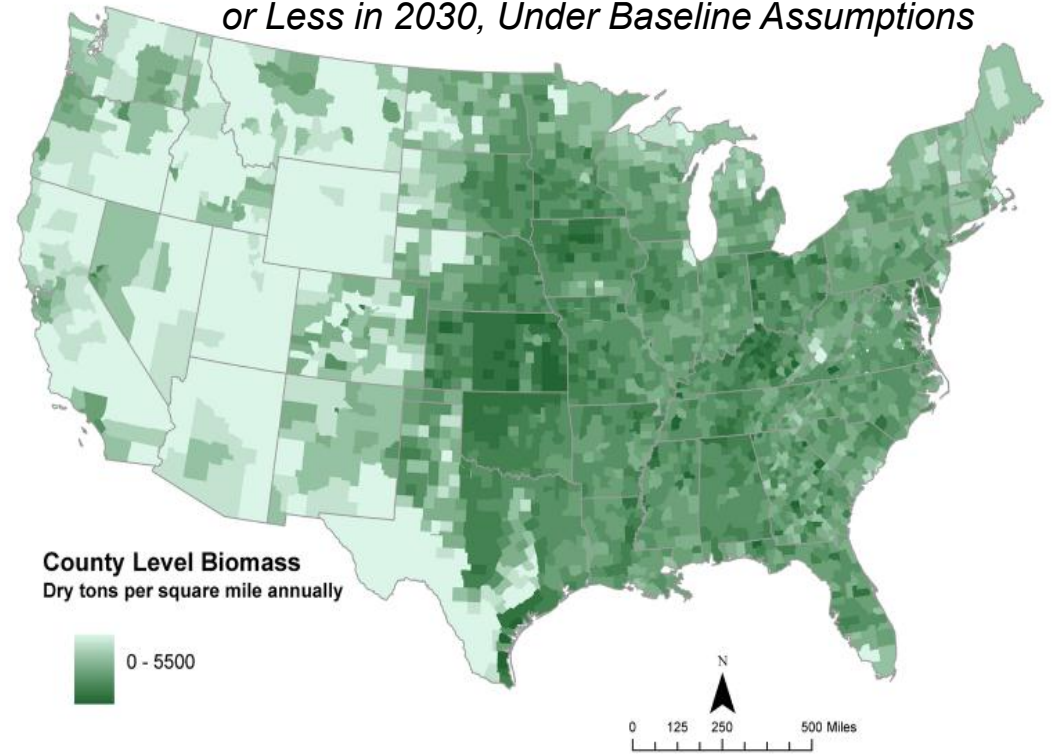 or Less in 2030, Under Baseline Assumptions
County Level Biomass
Dry tons per square mile annually
0 - 5500
N
0 125 250 500 Miles